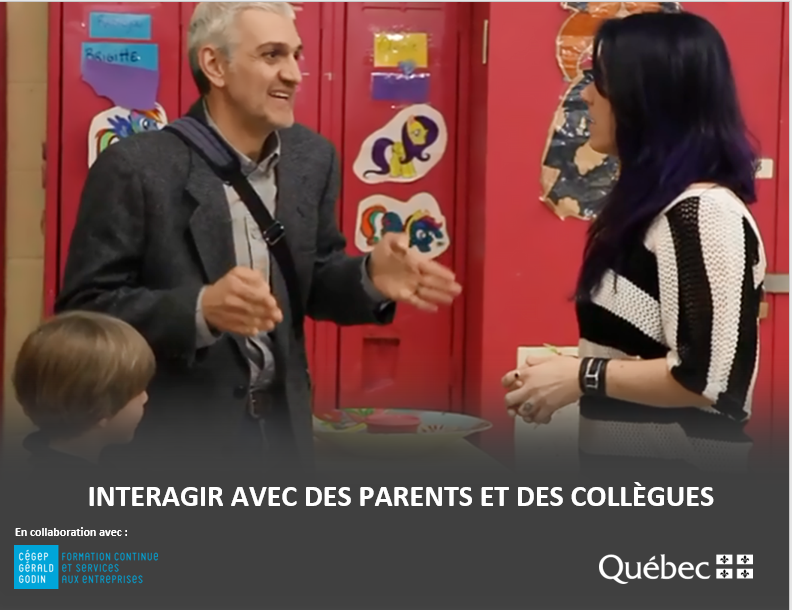 BRIGITTE
INTERAGIR AVEC DES PARENTS ET DES COLLÈGUES
En collaboration avec :
CÉGEP
GÉRALD
GODIN
FORMATION CONTINUE
ET SERVICES
AUX ENTREPRISES
Québec